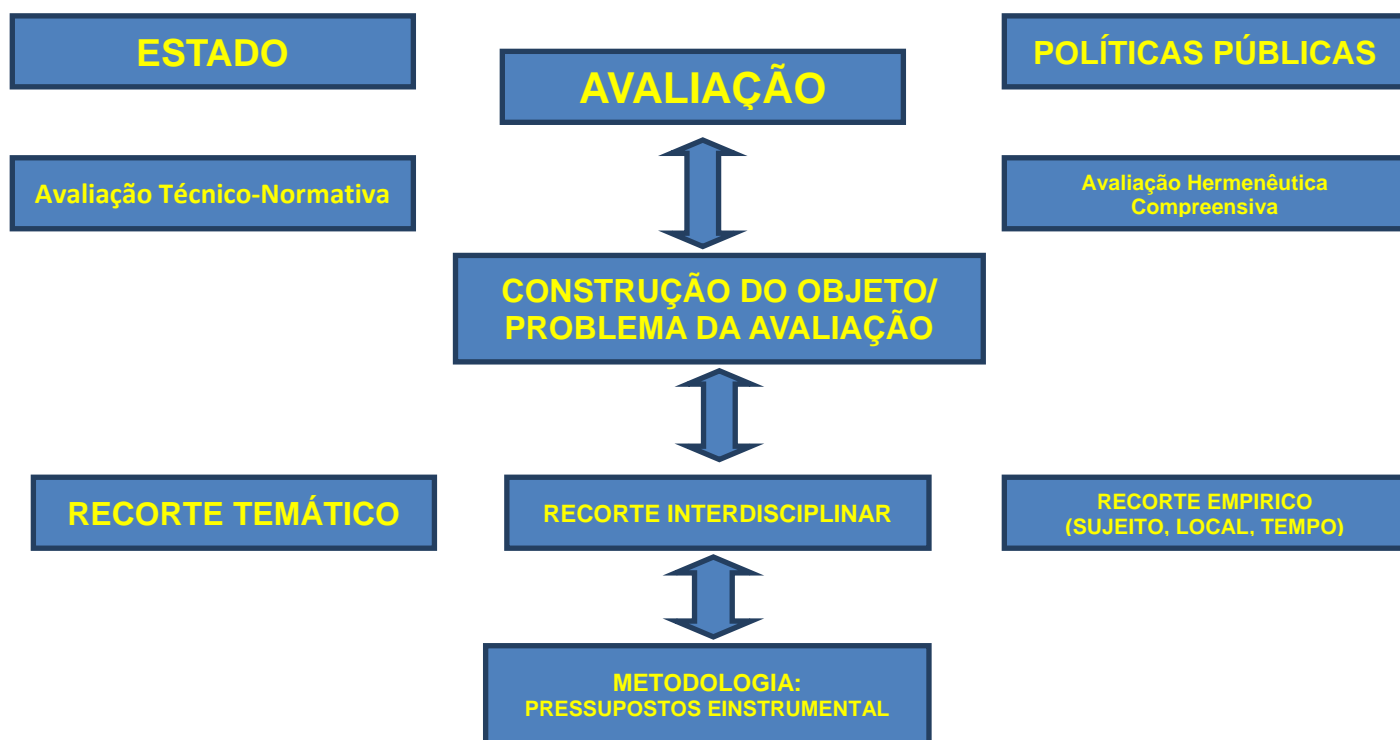 ESTADO
AVALIAÇÃO
POLÍTICAS PÚBLICAS
Avaliação Técnico-Normativa
Avaliação Hermenêutica
Compreensiva
CONSTRUÇÃO DO OBJETO/
PROBLEMA DA AVALIAÇÃO
RECORTE TEMÁTICO
RECORTE INTERDISCIPLINAR
RECORTE EMPIRICO
(SUJEITO, LOCAL, TEMPO)
METODOLOGIA:
PRESSUPOSTOS EINSTRUMENTAL